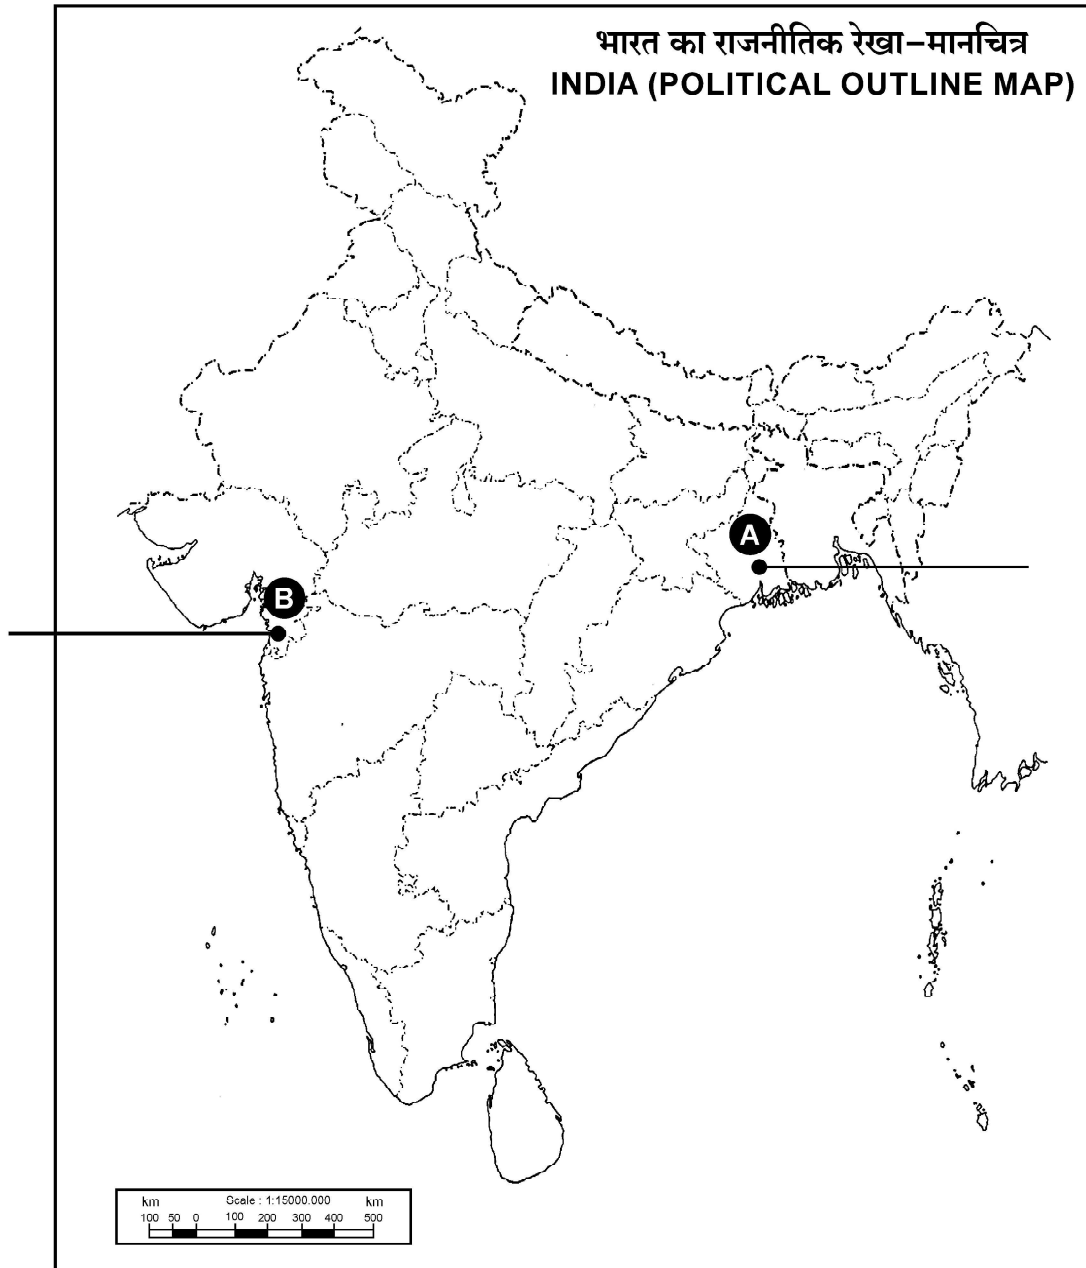 भारत का राजनीतिक रेखा–मानचित्र
INDIA (POLITICAL OUTLINE MAP)
A
B
km Scale : 1:15000.000 km
100 50 0 100 200 300 400 500